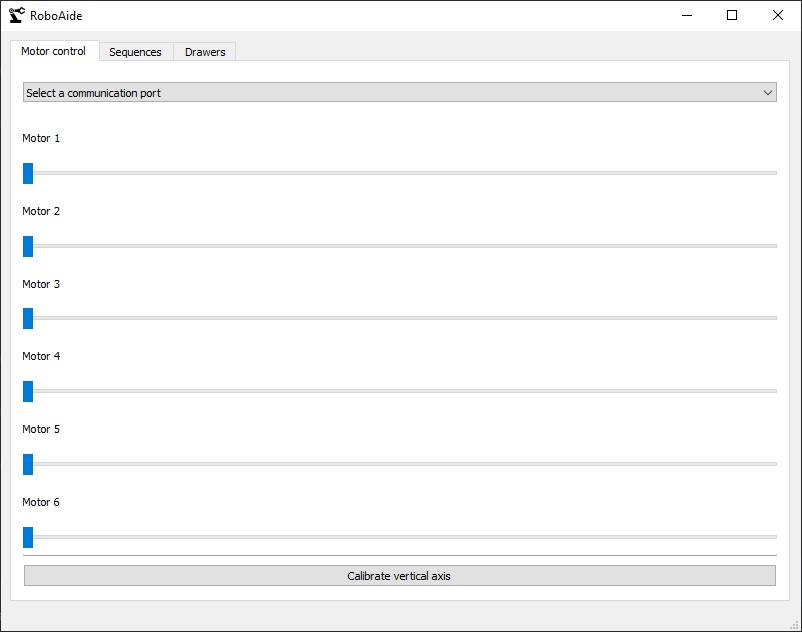 RoboAide
Motor control Sequences Drawers
Select a communication port
Motor 1
Motor 2
Motor 3
Motor 4
Motor 5
Motor 6
Calibrate vertical axis